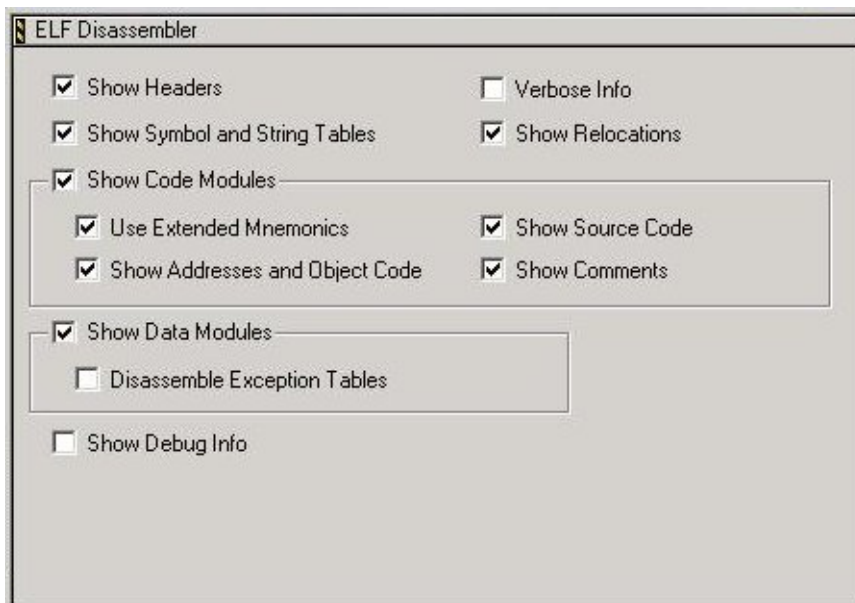 ELF Disassembler
Show Headers
Verbose Info
Show Symbol and String Tables
Show Relocations
Show Code Modules
Use Extended Mnemonics
Show Source Code
Show Addresses and Object Code
Show Comments
Show Data Modules
Disassemble Exception Tables
Show Debug Info